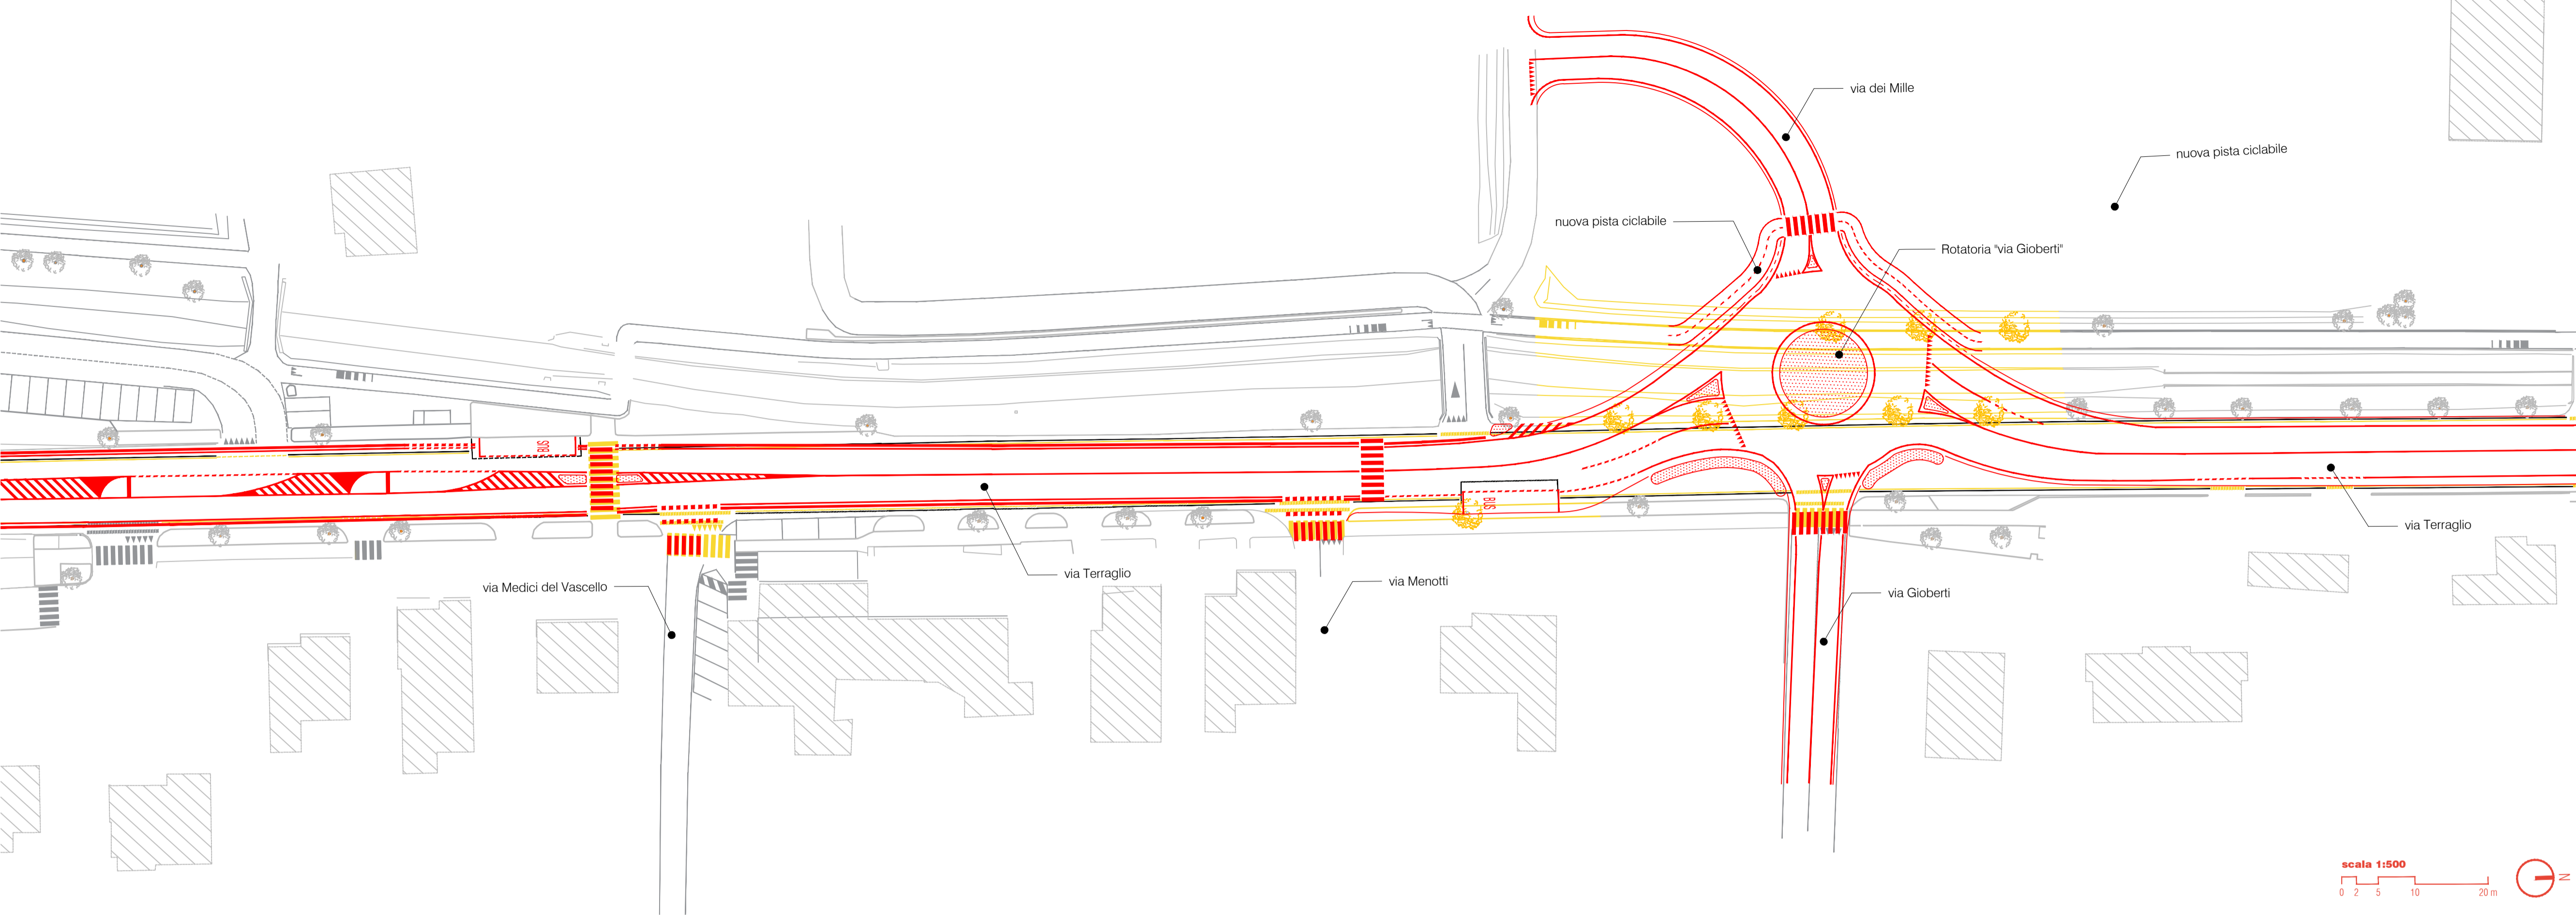 via dei Mille
nuova pista ciclabile
nuova pista ciclabile
Rotatoria "via Gioberti"
BUS
BUS
via Terraglio
via Terraglio
via Medici del Vascello
via Menotti
via Gioberti
scala 1:500
0 2 5 10 20 m
N